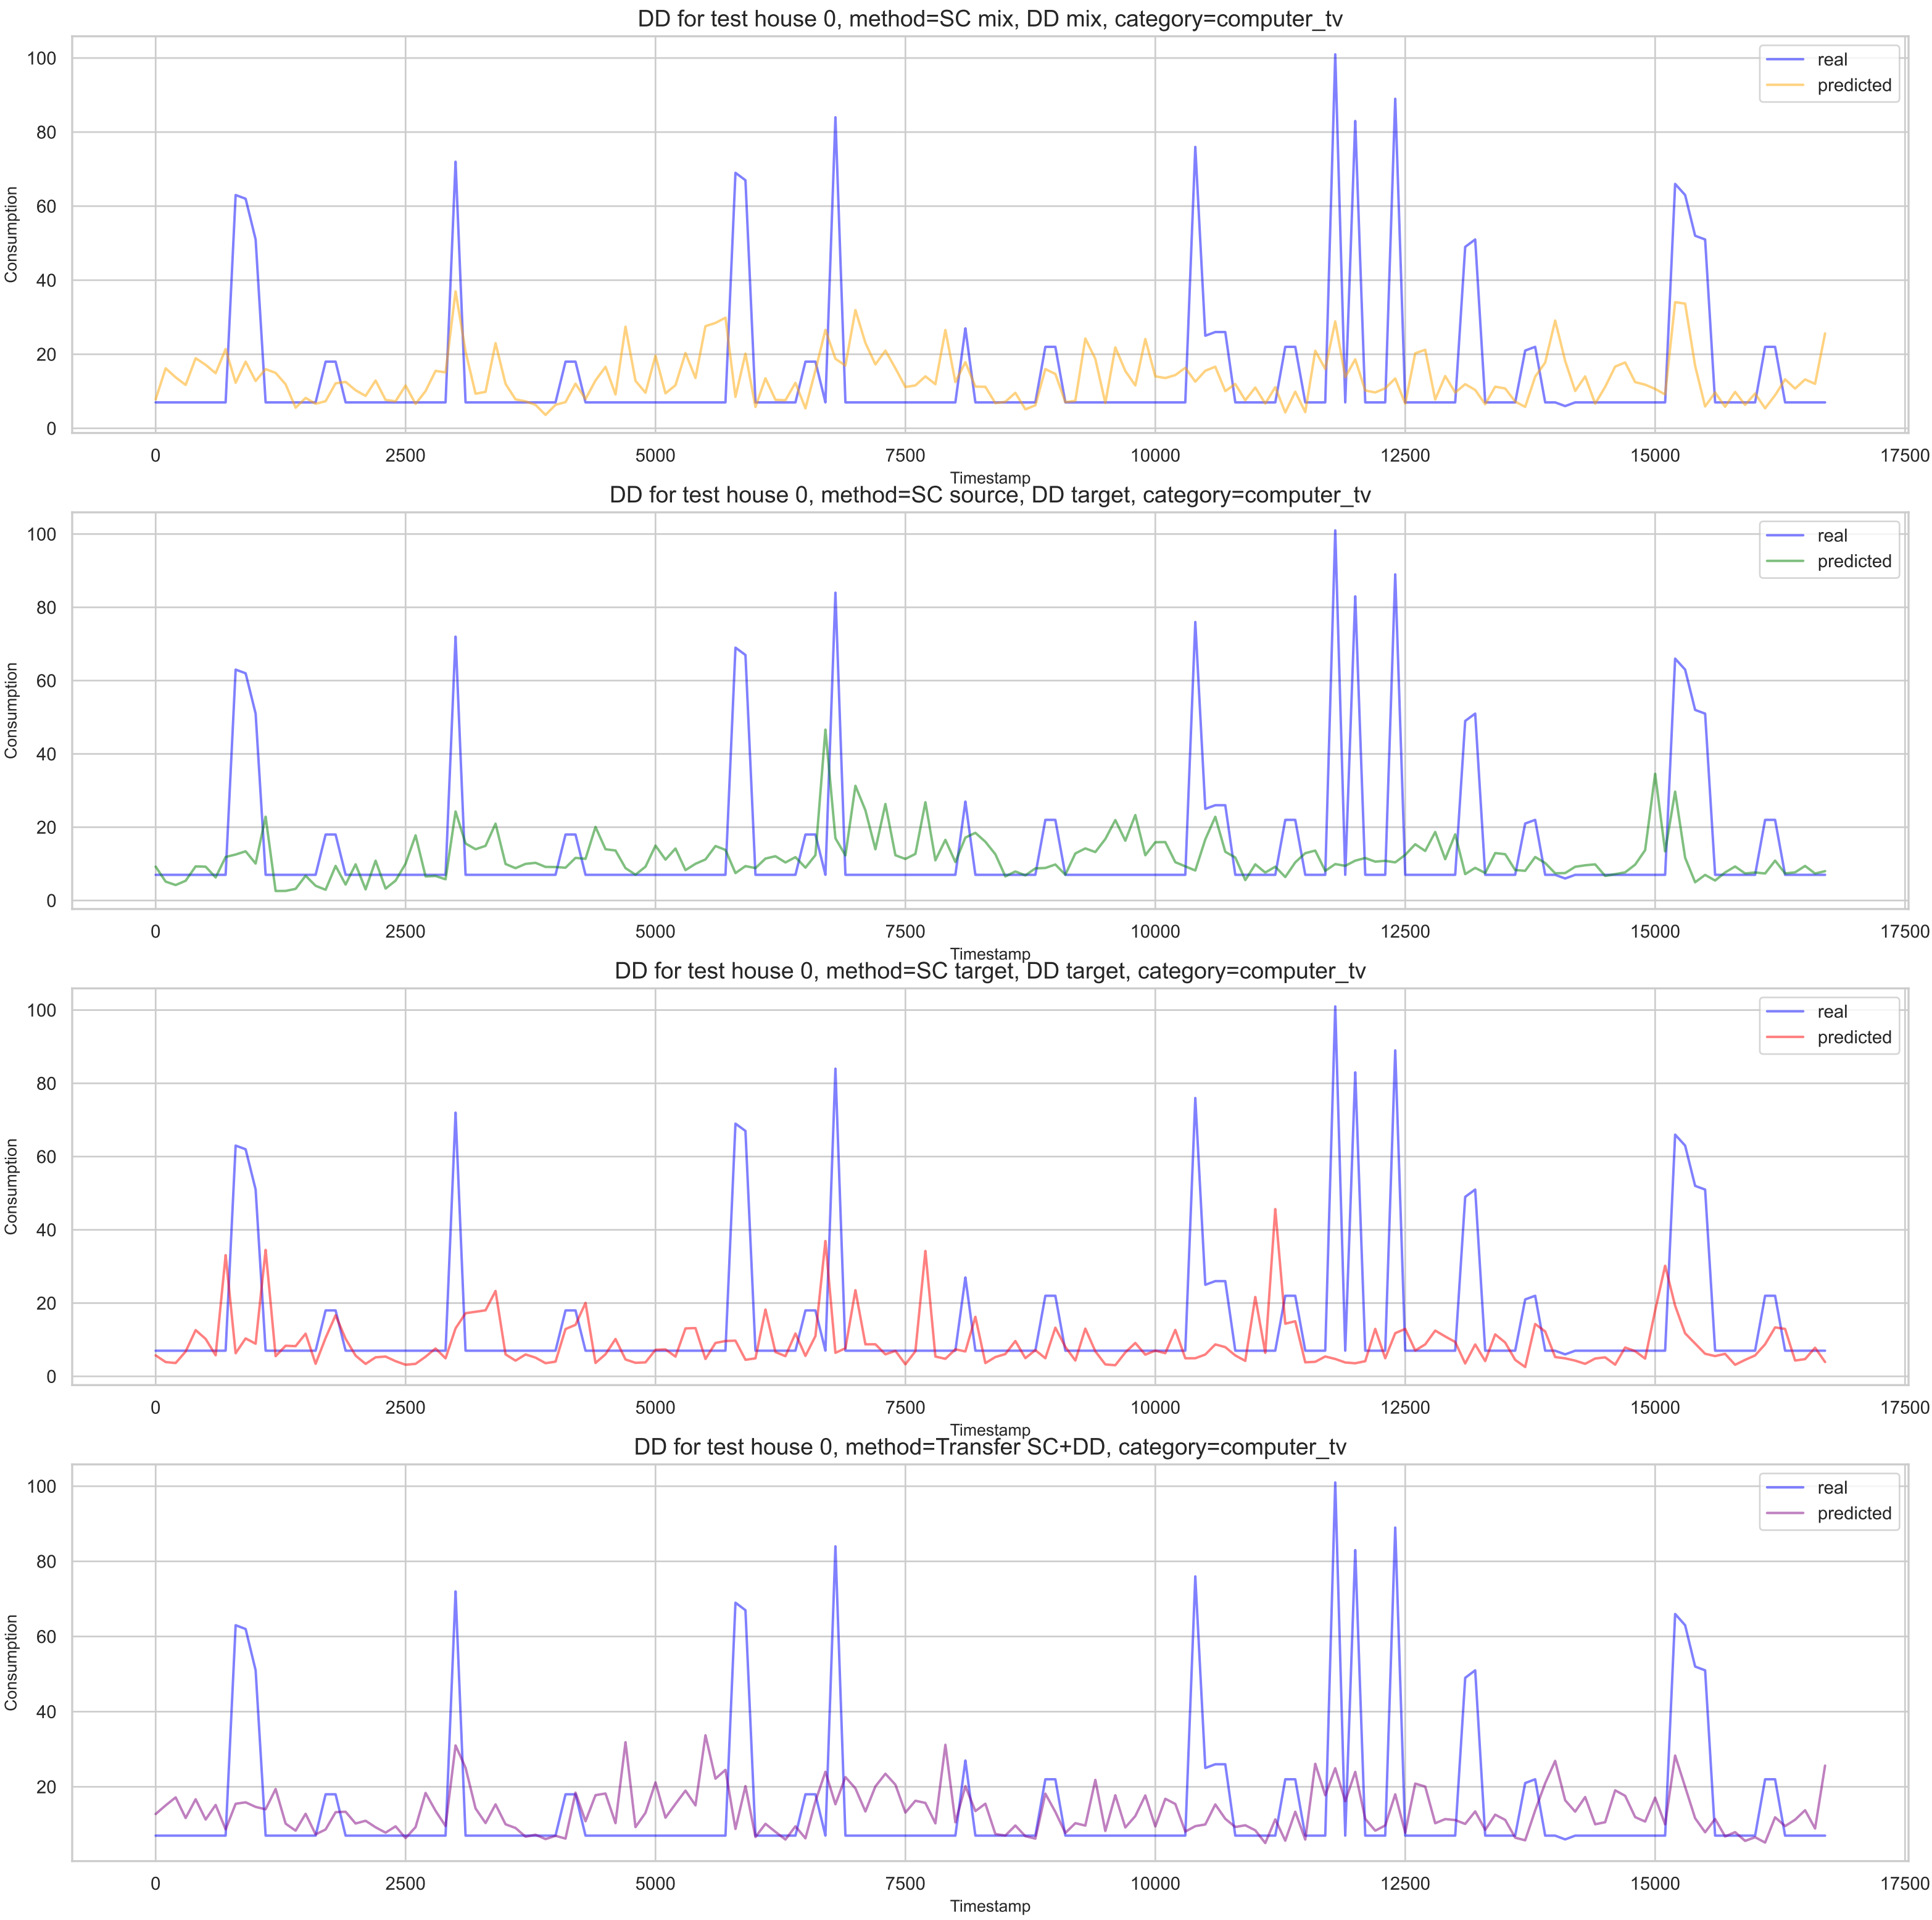 DD for test house 0, method=SC mix, DD mix, category=computer_tv
real
predicted
100
80
60
40
20
0
Consumption
0 2500 5000 7500 10000 12500 15000 17500
Timestamp
DD for test house 0, method=SC source, DD target, category=computer_tv
real
predicted
100
80
60
40
20
0
Consumption
0 2500 5000 7500 10000 12500 15000 17500
Timestamp
DD for test house 0, method=SC target, DD target, category=computer_tv
real
predicted
100
80
60
40
20
0
Consumption
0 2500 5000 7500 10000 12500 15000 17500
Timestamp
DD for test house 0, method=Transfer SC+DD, category=computer_tv
real
predicted
100
80
60
40
20
Consumption
0 2500 5000 7500 10000 12500 15000 17500
Timestamp